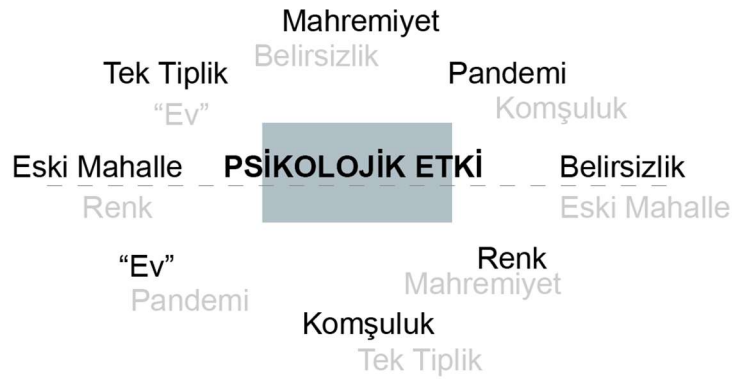 Mahremiyet
Belirsizlik
Tek Tiplik
Pandemi
"Ev"
Komşuluk
Eski Mahalle
PSİKOLOJİK ETKİ
Belirsizlik
Renk
Eski Mahalle
"Ev"
Renk
Pandemi
Mahremiyet
Komşuluk
Tek Tiplik